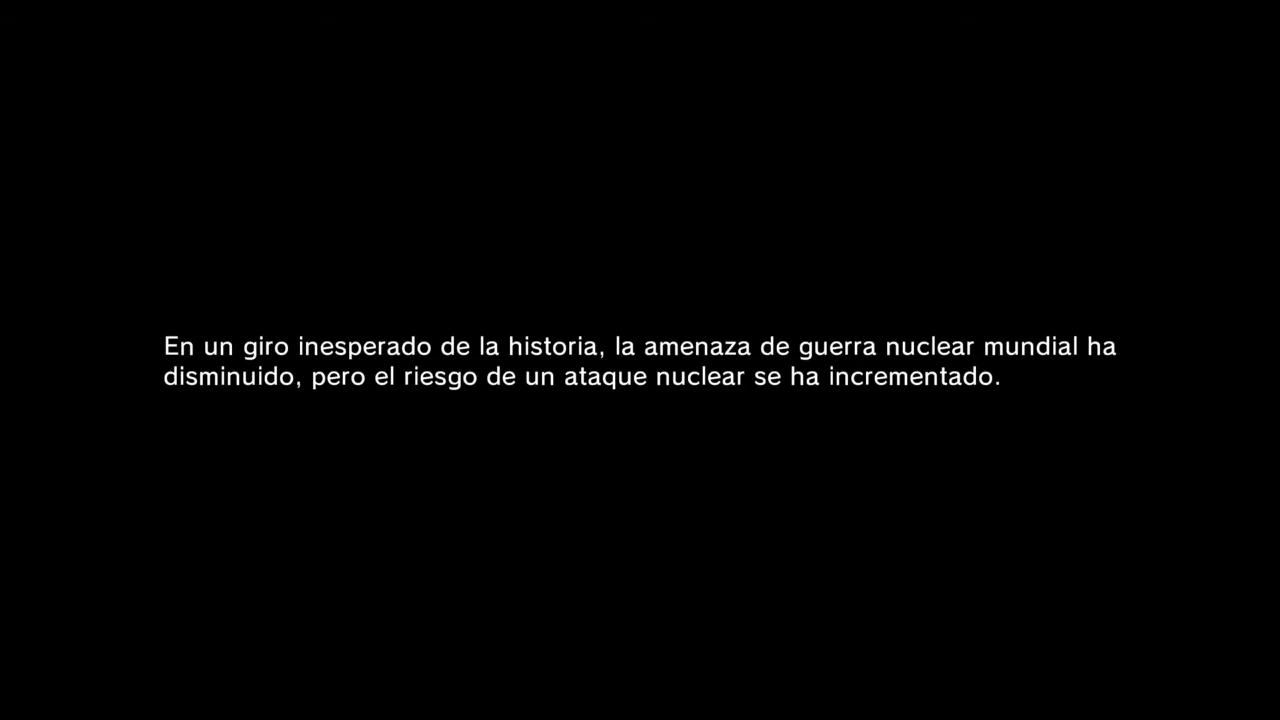 En un giro inesperado de la historia, la amenaza de guerra nuclear mundial ha
disminuido, pero el riesgo de un ataque nuclear se ha incrementado.